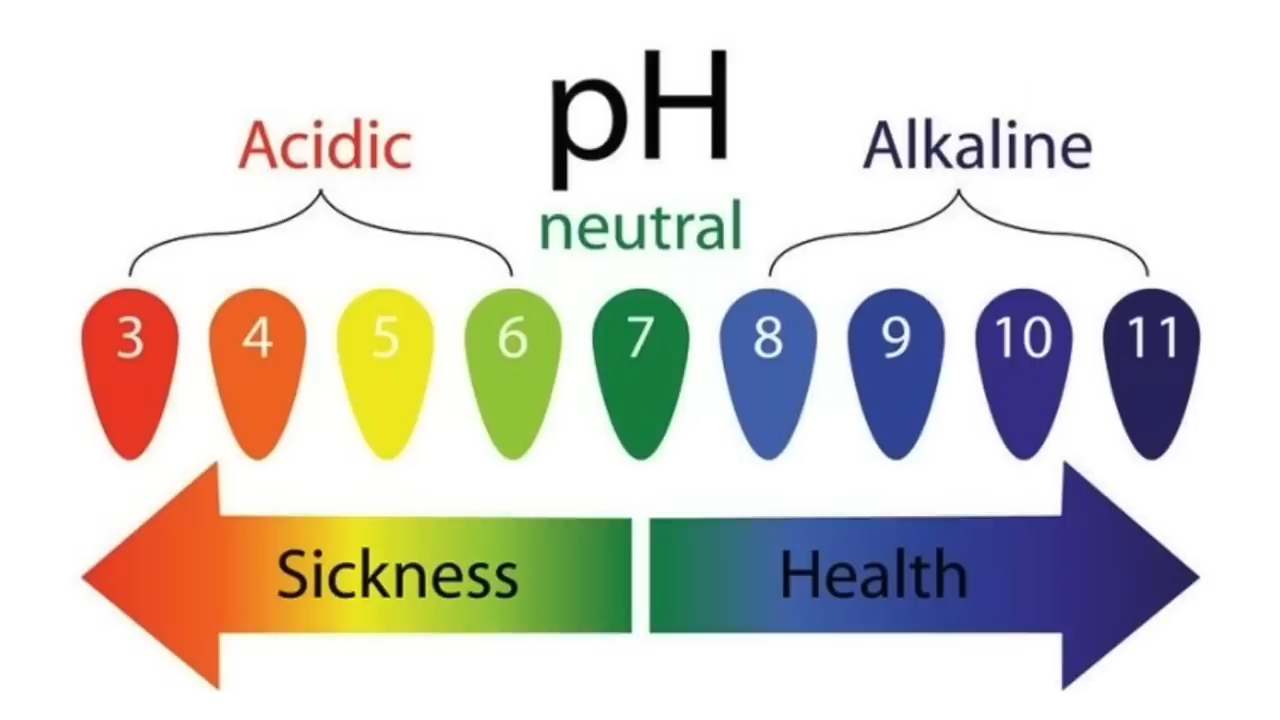 pH
Acidic
Alkaline
neutral
3 4 5 6 7 8 9 10 11
Sickness
Health